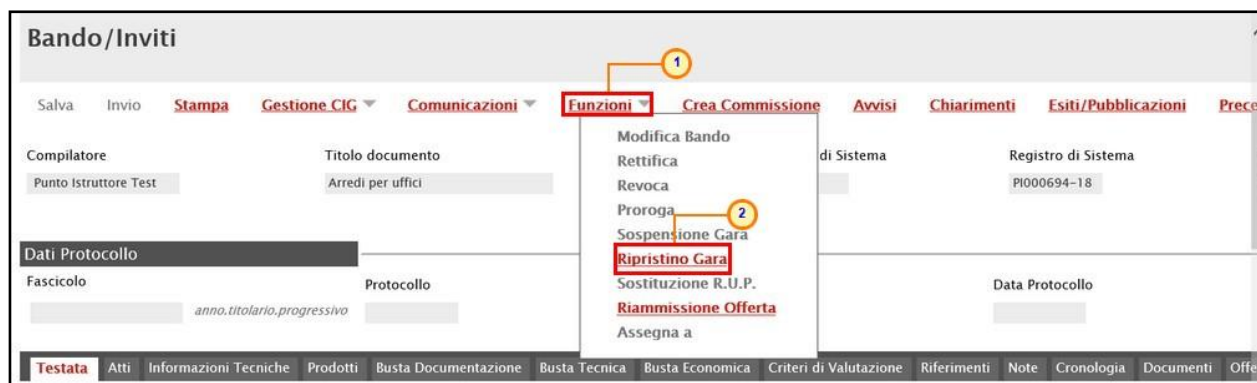 Bando/Inviti
1
Salva Invio Stampa Gestione CIG Comunicazioni Funzioni Crea Commissione Avvisi Chiarimenti Esiti/Pubblicazioni Prece
Modifica Bando
Compilatore Titolo documento di Sistema Registro di Sistema
Rettifica
Punto Istruttore Test Arredi per uffici PI000694-18
Revoca
Proroga 2
Sospensione Gara
Dati Protocollo
Ripristino Gara
Fascicolo Protocollo Data Protocollo
Sostituzione R.U.P.
anno.titolario.progressivo
Riammissione Offerta
Assegna a
Testata Atti Informazioni Tecniche Prodotti Busta Documentazione Busta Tecnica Busta Economica Criteri di Valutazione Riferimenti Note Cronologia Documenti Offe